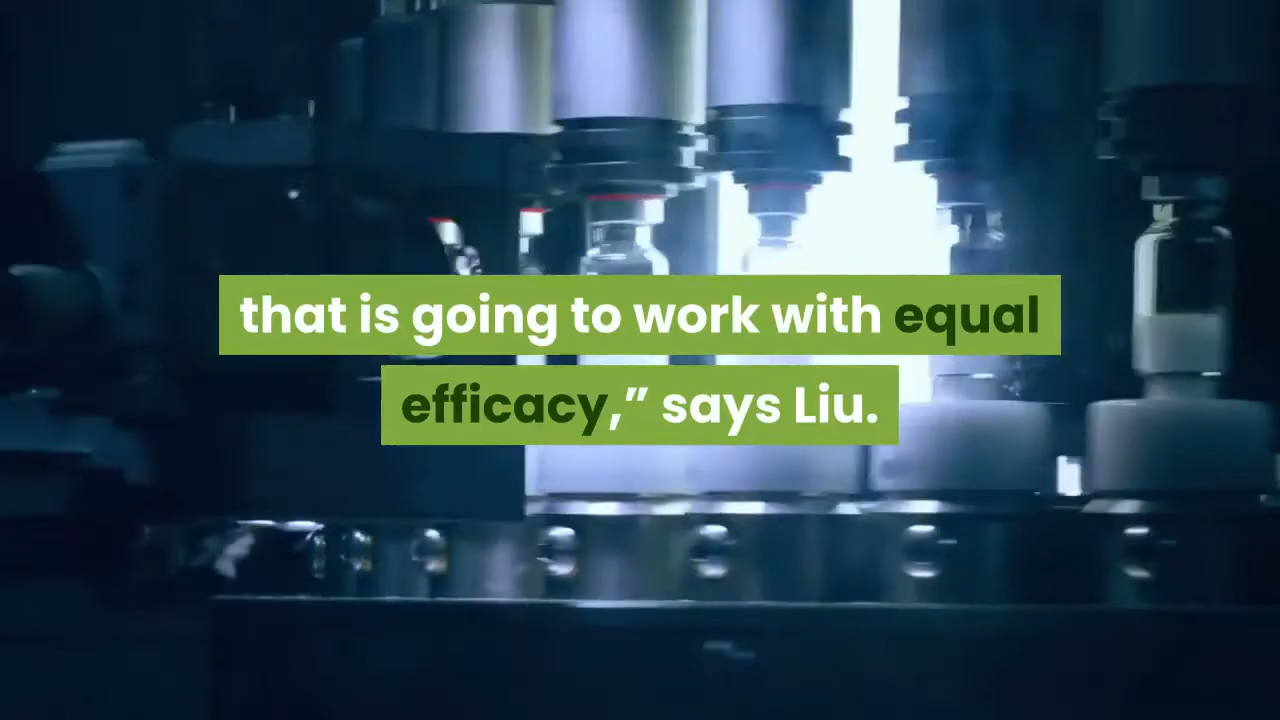 that is going to work with equal
efficacy,” says Liu.